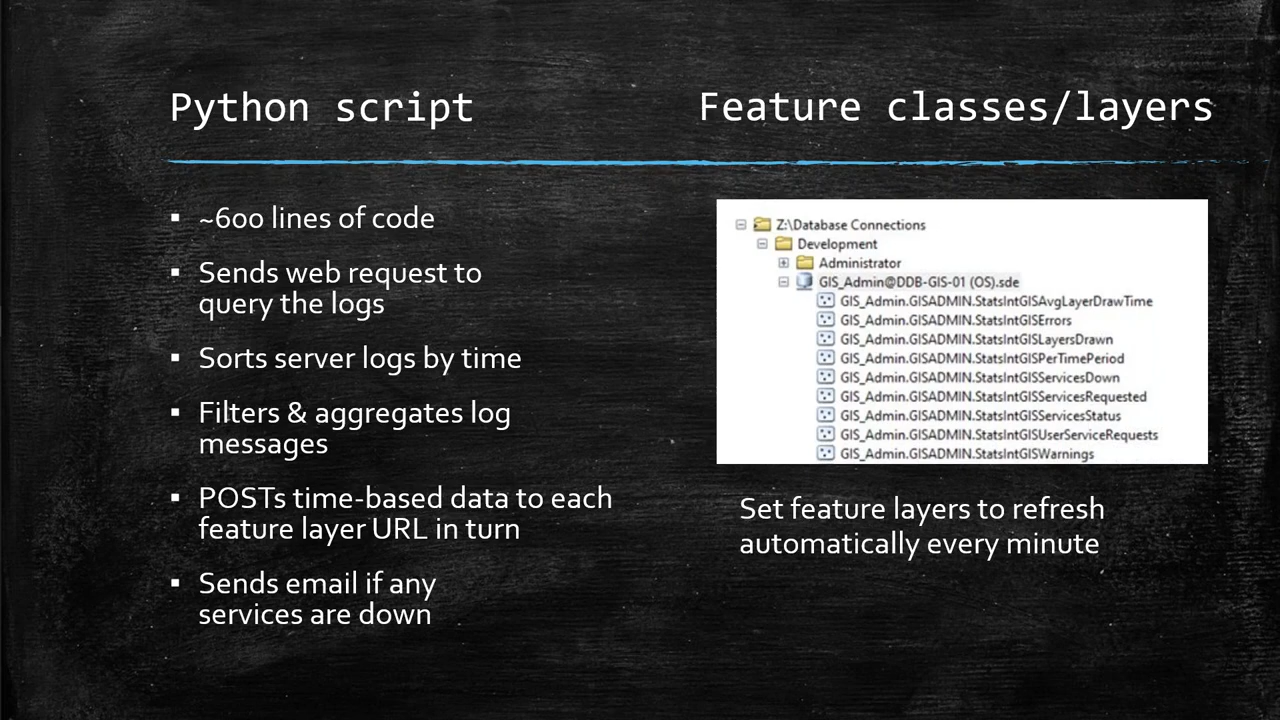 Python script
Feature classes/layers
▪ ~600 lines of code
▪ Sends web request to
query the logs
▪ Sorts server logs by time
▪ Filters & aggregates log
messages
▪ POSTs time-based data to each
feature layer URL in turn
▪ Sends email if any
services are down
Z:\Database Connections
Development
Administrator
GIS_Admin@DDB-GIS-01 (OS).sde
GIS_Admin.GISADMIN.StatsIntGISAvgLayerDrawTime
GIS_Admin.GISADMIN.StatsIntGISErrors
GIS_Admin.GISADMIN.StatsIntGISLayersDrawn
GIS_Admin.GISADMIN.StatsIntGISPerTimePeriod
GIS_Admin.GISADMIN.StatsIntGISServicesDown
GIS_Admin.GISADMIN.StatsIntGISServicesRequested
GIS_Admin.GISADMIN.StatsIntGISServicesStatus
GIS_Admin.GISADMIN.StatsIntGISUserServiceRequests
GIS_Admin.GISADMIN.StatsIntGISWarnings
Set feature layers to refresh
automatically every minute